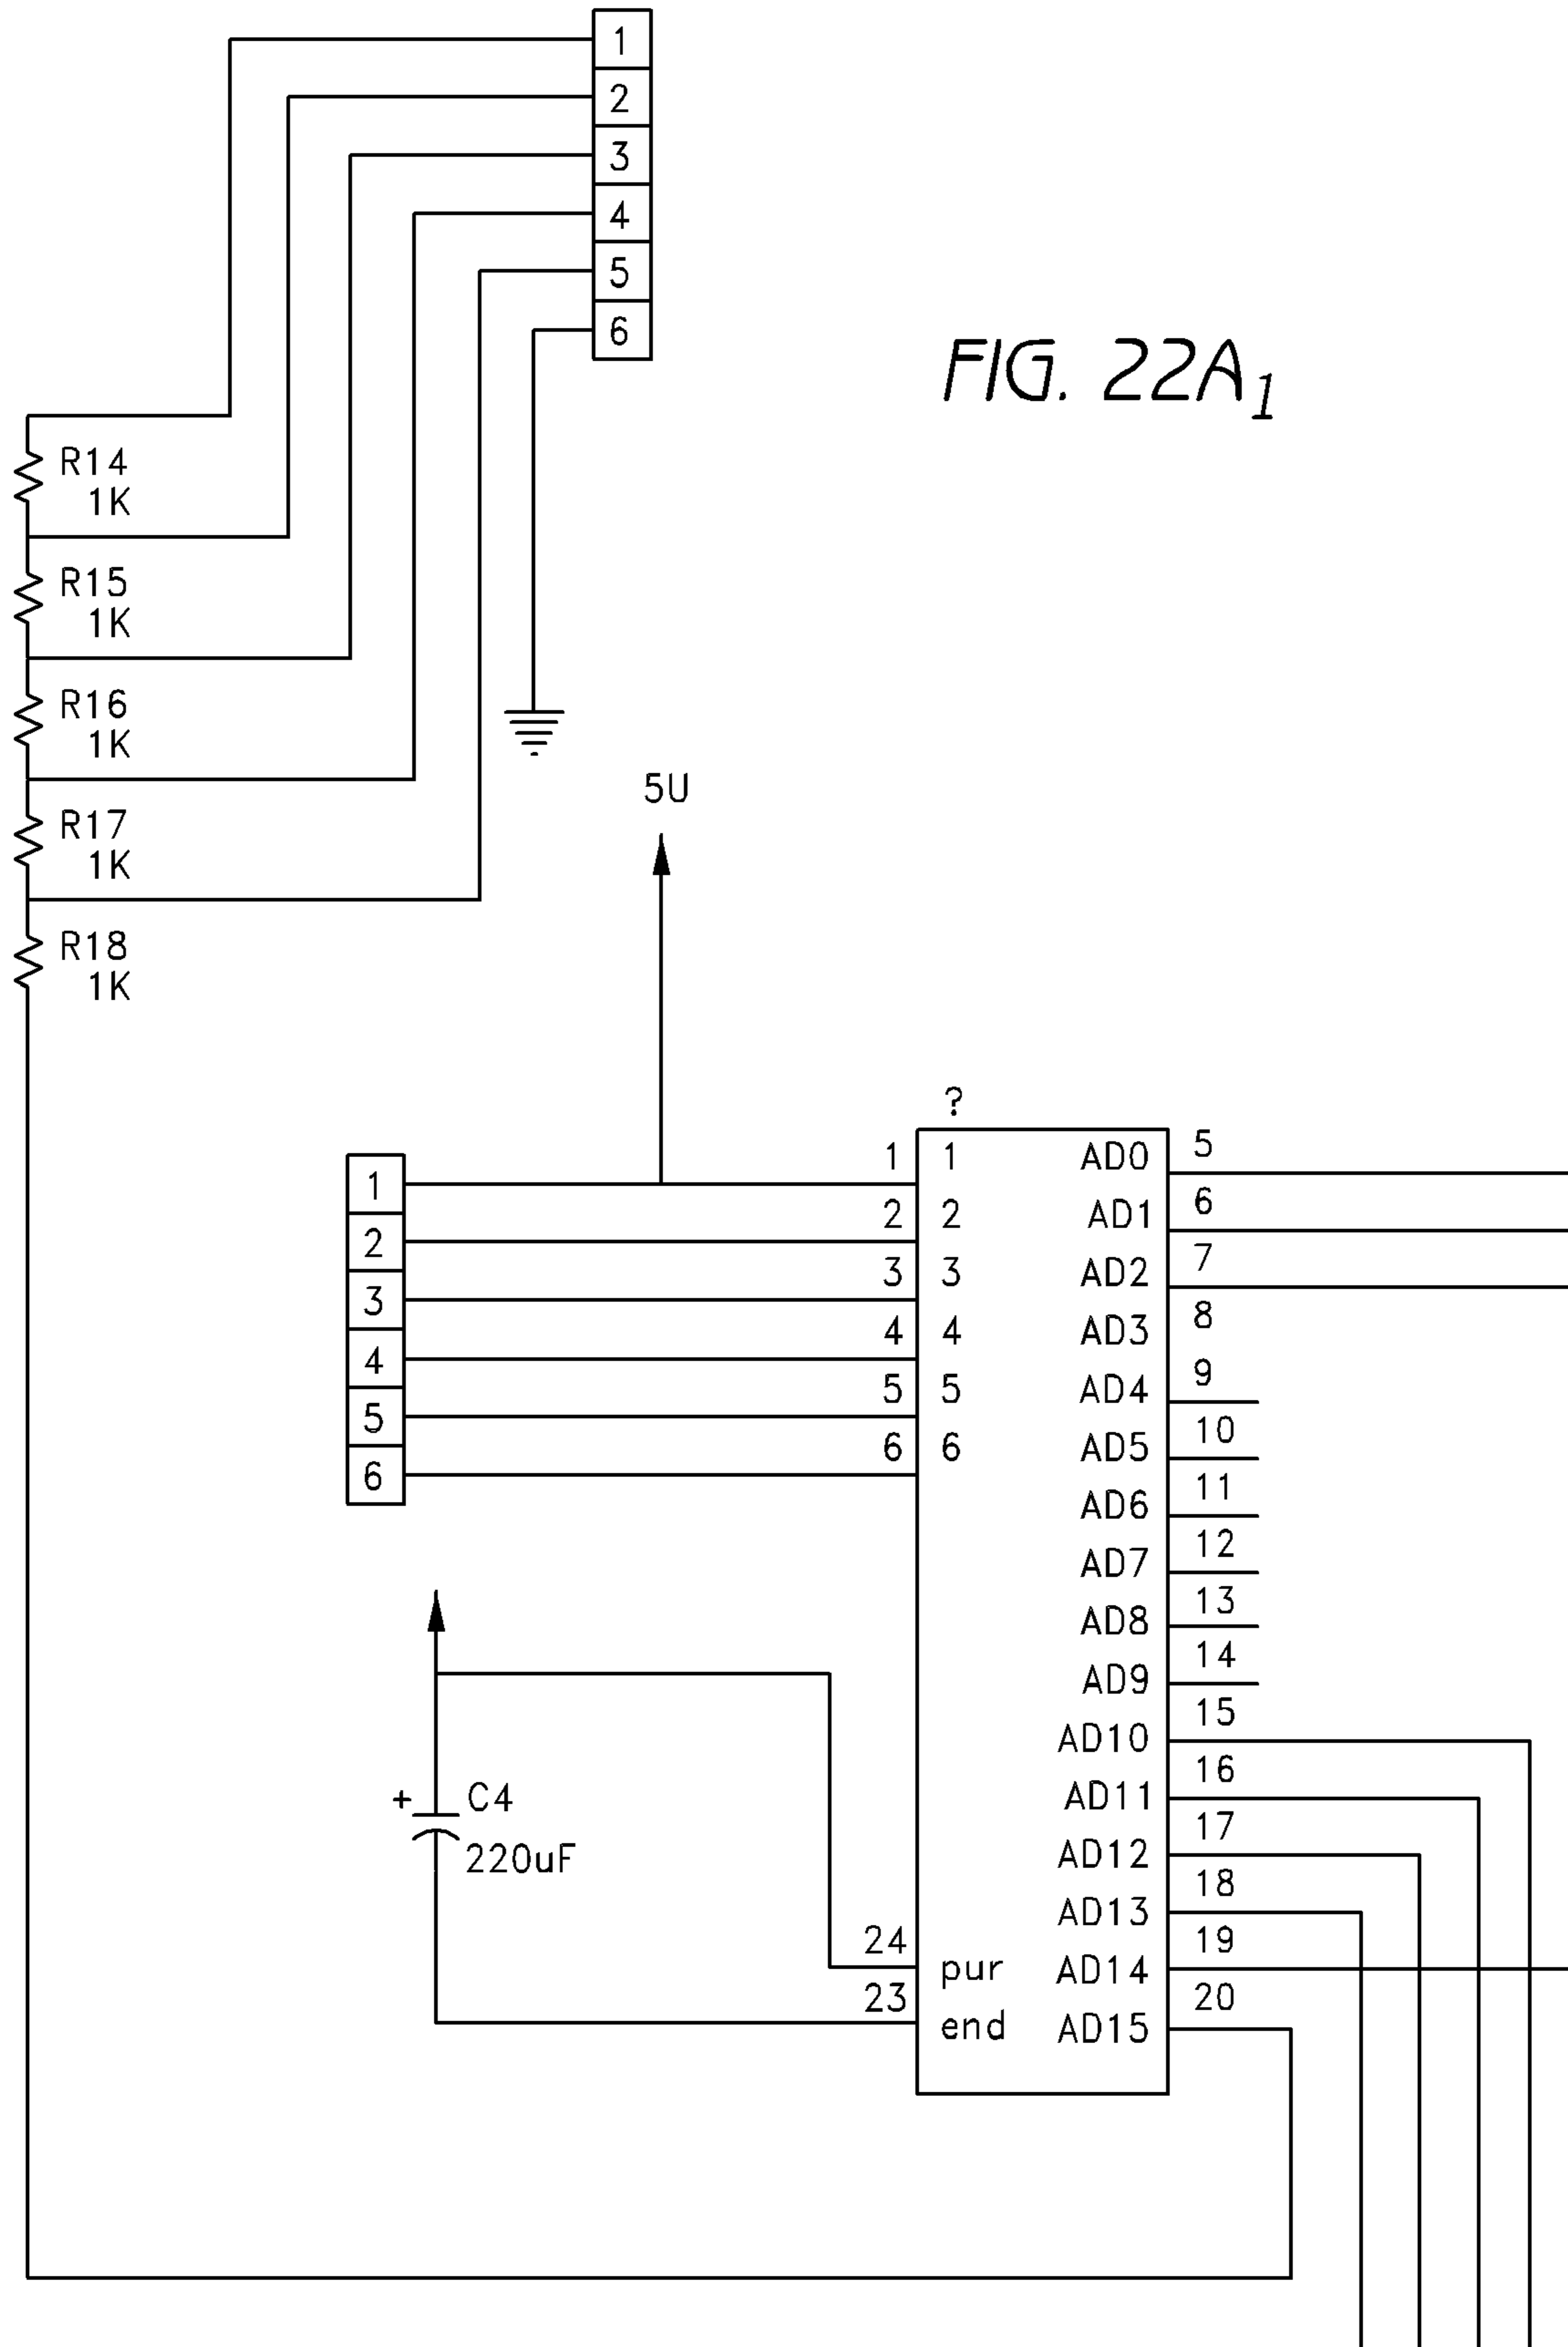 1
2
3
4
5
6
FIG. 22A1
R14
1K
R15
1K
R16
1K
R17
1K
R18
1K
5U
?
1
2
3
4
5
6
1 1 AD0 5
2 2 AD1 6
3 3 AD2 7
4 4 AD3 8
5 5 AD4 9
6 6 AD5 10
AD6 11
AD7 12
AD8 13
AD9 14
AD10 15
AD11 16
AD12 17
AD13 18
24 pur AD14 19
23 end AD15 20
+ C4
220uF